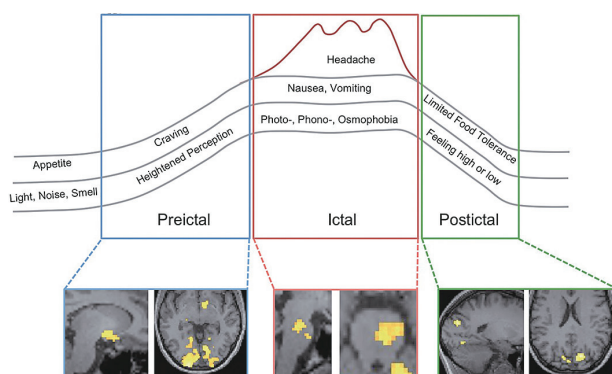 Headache
Nausea, Vomiting
Photo-, Phono-, Osmophobia
Appetite
Craving
Limited Food Tolerance
Light, Noise, Smell
Heightened Perception
Feeling high or low
Preictal
Ictal
Postictal